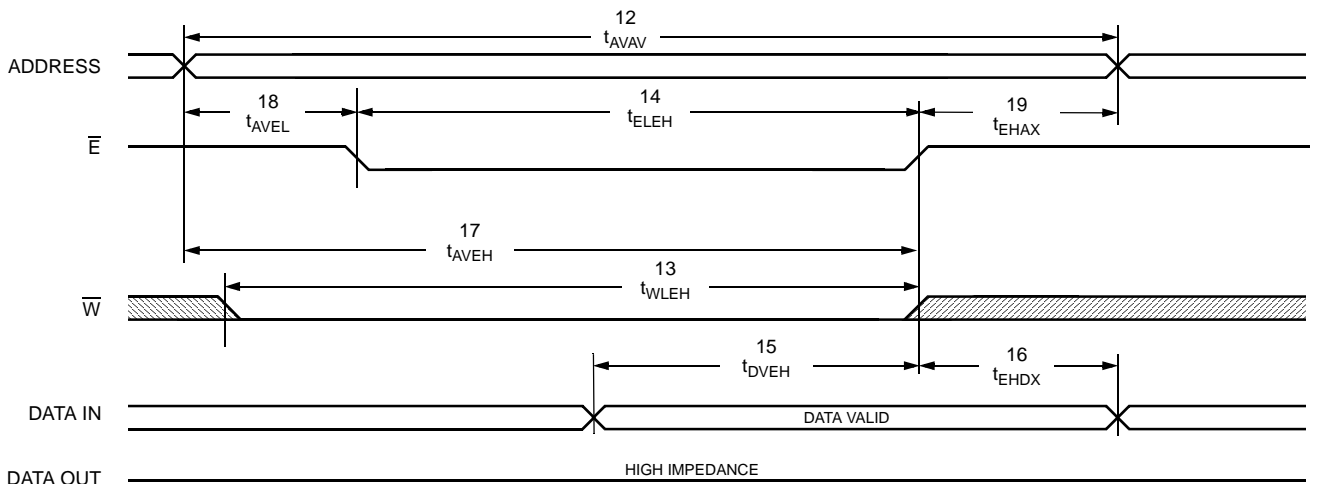 12
tAVAV
ADDRESS
18
tAVEL
14
tELEH
19
tEHAX
E
17
tAVEH
13
tWLEH
W
15
tDVEH
16
tEHDX
DATA IN
DATA VALID
DATA OUT
HIGH IMPEDANCE